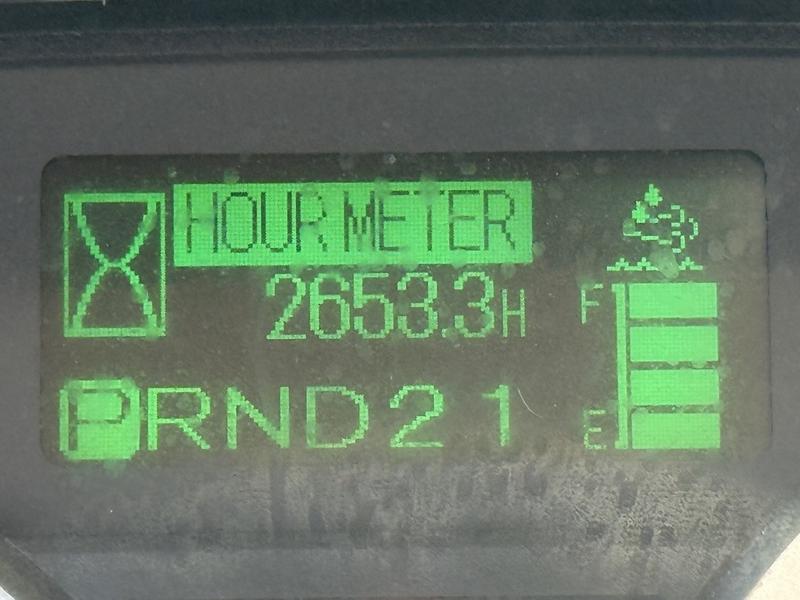 HOUR METER
2653.3H
F
PRND21
E